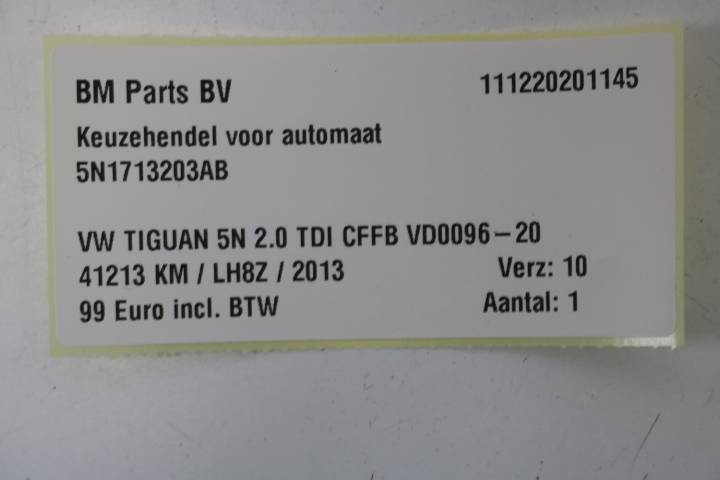 BM Parts BV 111220201145
Keuzehendel voor automaat
5N1713203AB
VW TIGUAN 5N 2.0 TDI CFFB VD0096-20
41213 KM / LH8Z / 2013 Verz: 10
99 Euro incl. BTW Aantal: 1